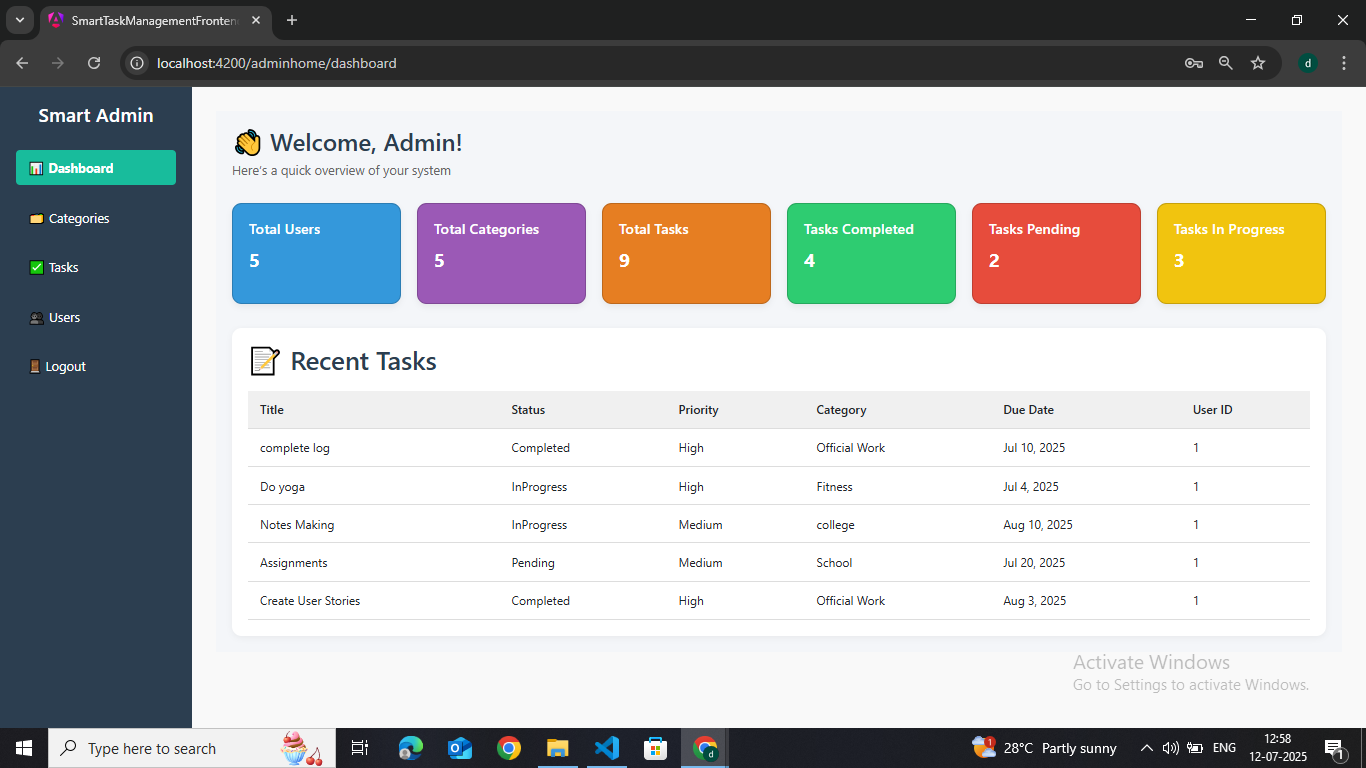 SmartTaskManagementFronten
localhost:4200/adminhome/dashboard
d
Smart Admin
Dashboard
Categories
Tasks
Users
Logout
Welcome, Admin!
Here's a quick overview of your system
Total Users
5
Total Categories
5
Total Tasks
9
Tasks Completed
4
Tasks Pending
2
Tasks In Progress
3
Recent Tasks
Title Status Priority Category Due Date User ID
complete log Completed High Official Work Jul 10, 2025 1
Do yoga InProgress High Fitness Jul 4, 2025 1
Notes Making InProgress Medium college Aug 10, 2025 1
Assignments Pending Medium School Jul 20, 2025 1
Create User Stories Completed High Official Work Aug 3, 2025 1
Activate Windows
Go to Settings to activate Windows.
Type here to search
d
1
28°C Partly sunny
ENG
12:58
12-07-2025
1